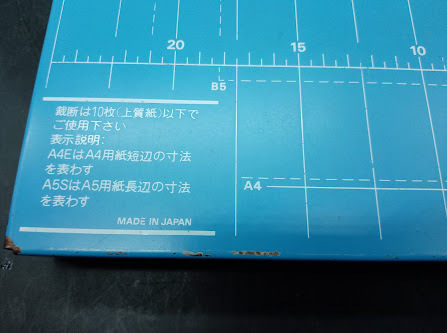 20
15
10
B5
裁断は10枚(上質紙)以下で
ご使用下さい
表示説明:
A4EはA4用紙短辺の寸法
を表わす
A5SはA5用紙長辺の寸法
を表わす
A4
MADE IN JAPAN